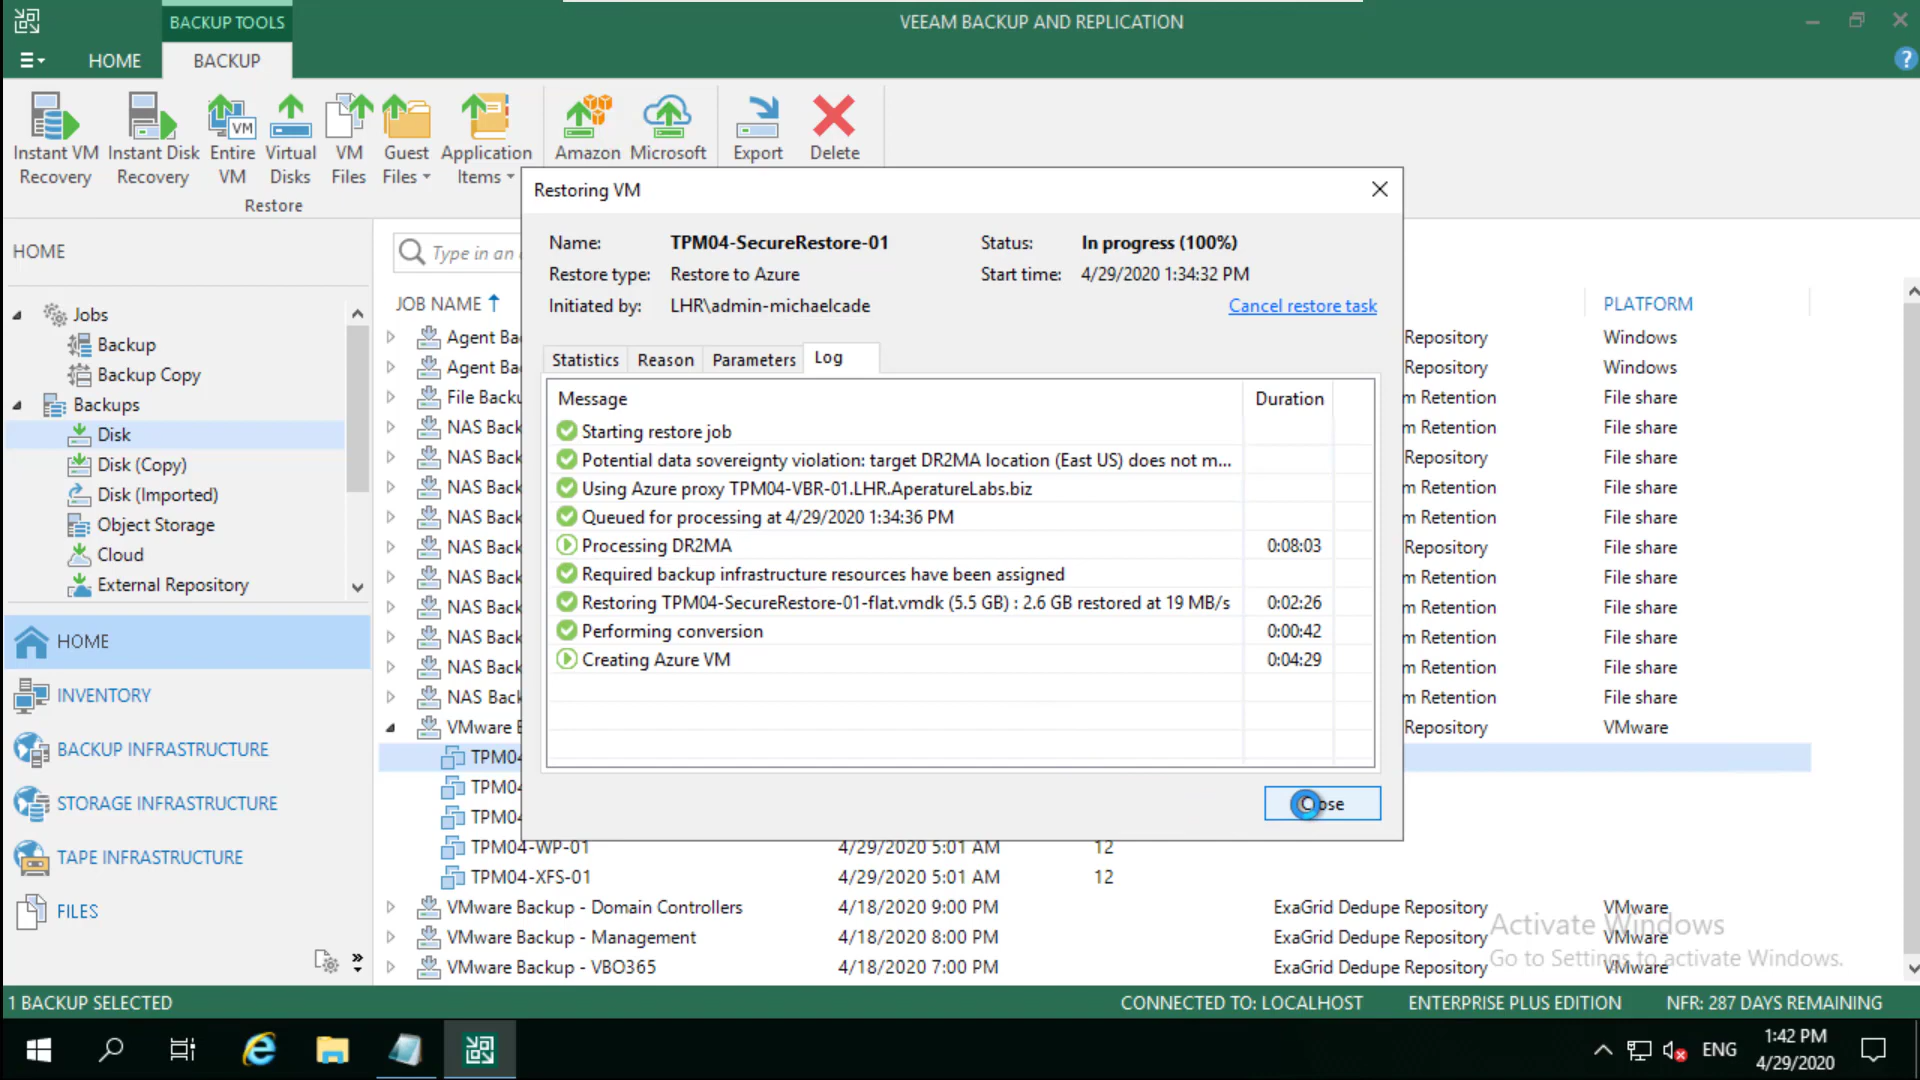 BACKUP TOOLS
VEEAM BACKUP AND REPLICATION
HOME
BACKUP
Instant VM Recovery
Instant Disk Recovery
Entire VM
Virtual Disks
VM Files
Guest Files
Application Items
Amazon
Microsoft
Export
Delete
Restore
HOME
Jobs
Backup
Backup Copy
Backups
Disk
Disk (Copy)
Disk (Imported)
Object Storage
Cloud
External Repository
HOME
INVENTORY
BACKUP INFRASTRUCTURE
STORAGE INFRASTRUCTURE
TAPE INFRASTRUCTURE
FILES
Type in an
JOB NAME
PLATFORM
Agent Ba
Repository
Windows
Agent Ba
Repository
Windows
File Backu
m Retention
File share
NAS Back
m Retention
File share
NAS Back
Repository
File share
NAS Back
m Retention
File share
NAS Back
m Retention
File share
NAS Back
Repository
File share
NAS Back
m Retention
File share
NAS Back
m Retention
File share
NAS Back
m Retention
File share
NAS Back
m Retention
File share
NAS Back
m Retention
File share
VMware B
Repository
VMware
TPM04
TPM04
TPM04
TPM04-WP-01 4/29/2020 5:01 AM 12
TPM04-XFS-01 4/29/2020 5:01 AM 12
VMware Backup - Domain Controllers 4/18/2020 9:00 PM ExaGrid Dedupe Repository VMware
VMware Backup - Management 4/18/2020 8:00 PM ExaGrid Dedupe Repository VMware
VMware Backup - VBO365 4/18/2020 7:00 PM ExaGrid Dedupe Repository VMware
Restoring VM
Name: TPM04-SecureRestore-01
Status: In progress (100%)
Restore type: Restore to Azure
Start time: 4/29/2020 1:34:32 PM
Initiated by: LHR\admin-michaelcade
Cancel restore task
Statistics
Reason
Parameters
Log
Message Duration
Starting restore job
Potential data sovereignty violation: target DR2MA location (East US) does not m...
Using Azure proxy TPM04-VBR-01.LHR.AperatureLabs.biz
Queued for processing at 4/29/2020 1:34:36 PM
Processing DR2MA 0:08:03
Required backup infrastructure resources have been assigned
Restoring TPM04-SecureRestore-01-flat.vmdk (5.5 GB) : 2.6 GB restored at 19 MB/s 0:02:26
Performing conversion 0:00:42
Creating Azure VM 0:04:29
Close
Activate Windows
Go to Settings to activate Windows.
1 BACKUP SELECTED
CONNECTED TO: LOCALHOST
ENTERPRISE PLUS EDITION
NFR: 287 DAYS REMAINING
ENG
1:42 PM
4/29/2020